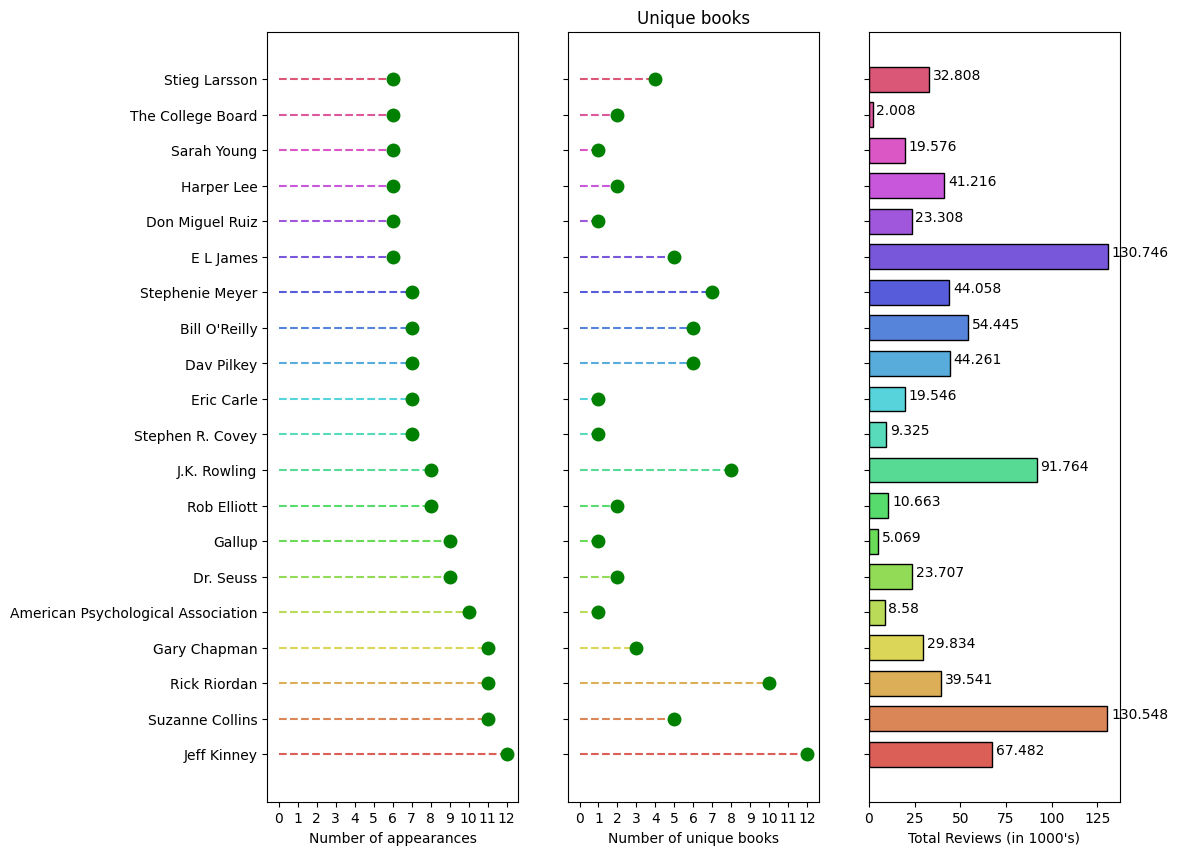 Unique books
Stieg Larsson 32.808
The College Board 2.008
Sarah Young 19.576
Harper Lee 41.216
Don Miguel Ruiz 23.308
E L James 130.746
Stephenie Meyer 44.058
Bill O'Reilly 54.445
Dav Pilkey 44.261
Eric Carle 19.546
Stephen R. Covey 9.325
J.K. Rowling 91.764
Rob Elliott 10.663
Gallup 5.069
Dr. Seuss 23.707
American Psychological Association 8.58
Gary Chapman 29.834
Rick Riordan 39.541
Suzanne Collins 130.548
Jeff Kinney 67.482
0 1 2 3 4 5 6 7 8 9 10 11 12 0 1 2 3 4 5 6 7 8 9 10 11 12 0 25 50 75 100 125
Number of appearances Number of unique books Total Reviews (in 1000's)